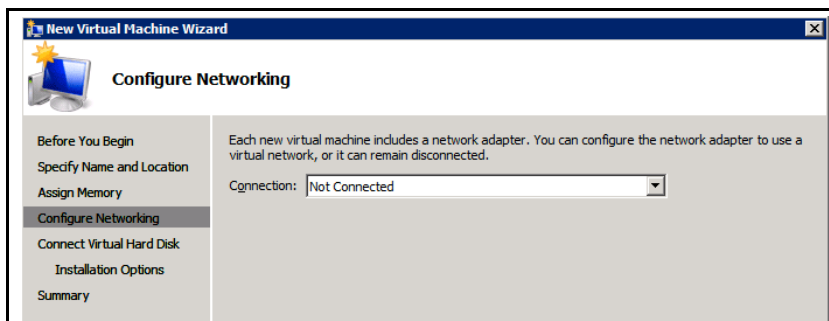 New Virtual Machine Wizard
Configure Networking
Before You Begin
Specify Name and Location
Assign Memory
Configure Networking
Connect Virtual Hard Disk
Installation Options
Summary
Each new virtual machine includes a network adapter. You can configure the network adapter to use a
virtual network, or it can remain disconnected.
Connection: Not Connected